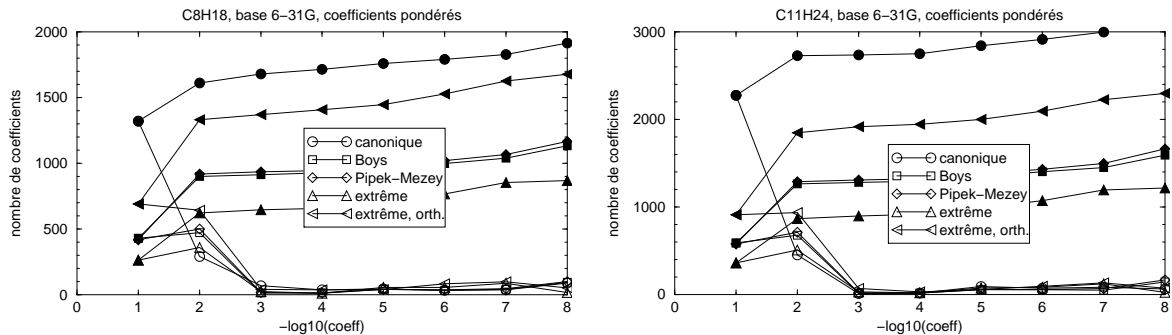 C8H18, base 6−31G, coefficients pondérés
2000
1500
1000
500
0
nombre de coefficients
canonique
Boys
Pipek−Mezey
extrême
extrême, orth.
0 1 2 3 4 5 6 7 8
−log10(coeff)
C11H24, base 6−31G, coefficients pondérés
3000
2000
1000
0
nombre de coefficients
canonique
Boys
Pipek−Mezey
extrême
extrême, orth.
0 1 2 3 4 5 6 7 8
−log10(coeff)